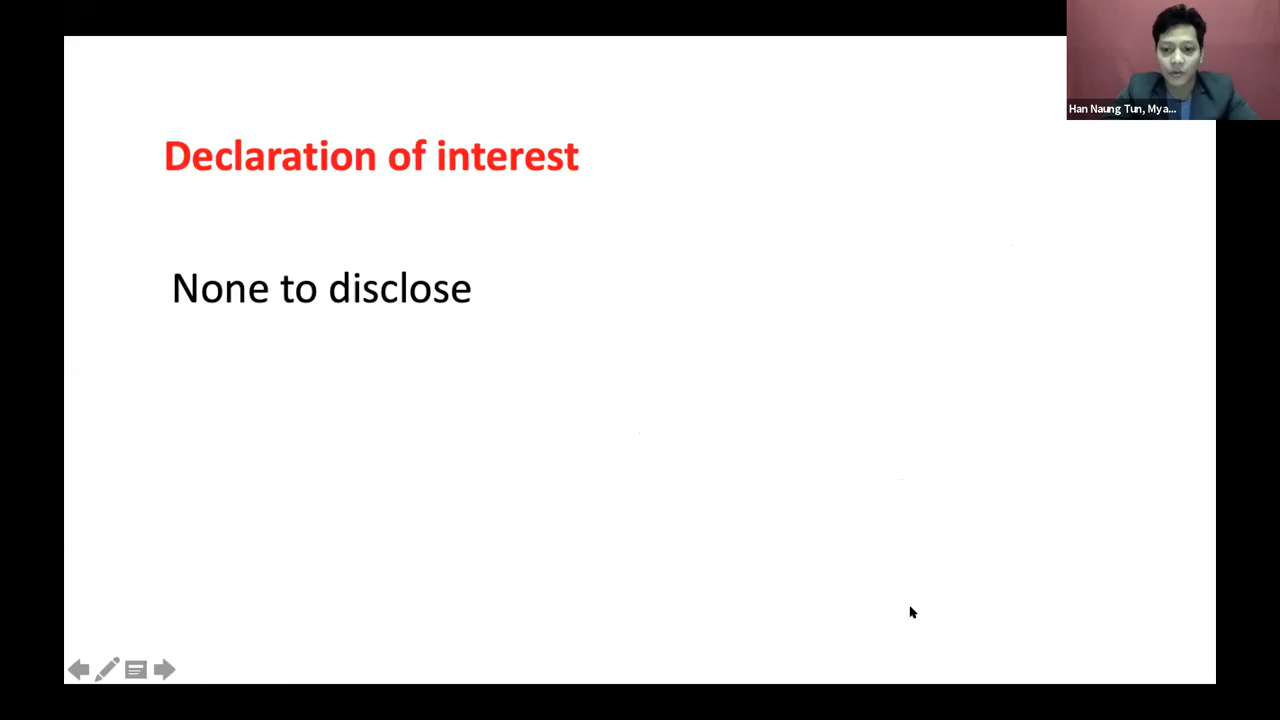 Han Naung Tun, Mya...
Declaration of interest
None to disclose